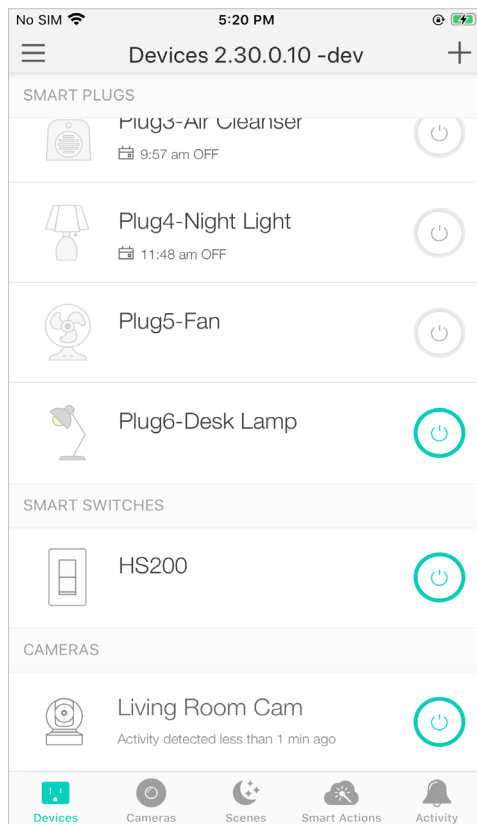 No SIM 5:20 PM
Devices 2.30.0.10 -dev
SMART PLUGS
Plug3-Air Cleanser
9:57 am OFF
Plug4-Night Light
11:48 am OFF
Plug5-Fan
Plug6-Desk Lamp
SMART SWITCHES
HS200
CAMERAS
Living Room Cam
Activity detected less than 1 min ago
Devices Cameras Scenes Smart Actions Activity